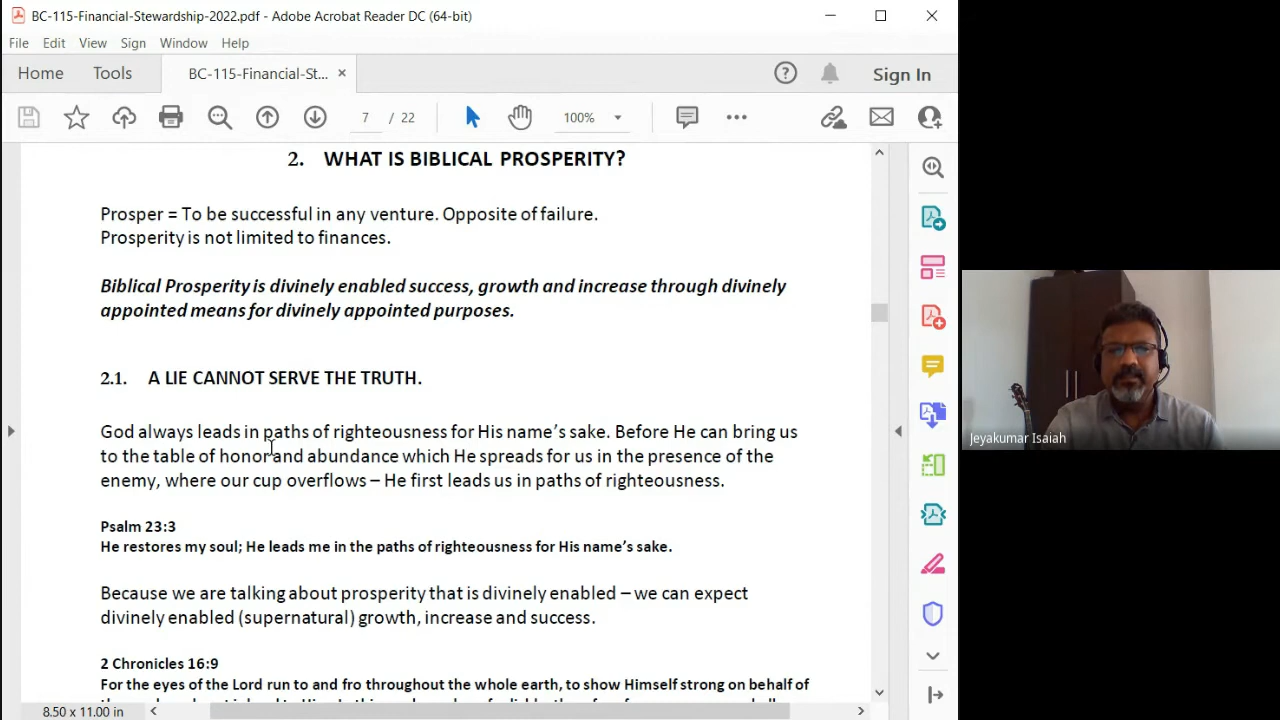 BC-115-Financial-Stewardship-2022.pdf - Adobe Acrobat Reader DC (64-bit)
File Edit View Sign Window Help
Home Tools BC-115-Financial-St... × ? Sign In
7 / 22 100%
2. WHAT IS BIBLICAL PROSPERITY?
Prosper = To be successful in any venture. Opposite of failure.
Prosperity is not limited to finances.
Biblical Prosperity is divinely enabled success, growth and increase through divinely
appointed means for divinely appointed purposes.
2.1. A LIE CANNOT SERVE THE TRUTH.
God always leads in paths of righteousness for His name’s sake. Before He can bring us
to the table of honor and abundance which He spreads for us in the presence of the
enemy, where our cup overflows – He first leads us in paths of righteousness.
Psalm 23:3
He restores my soul; He leads me in the paths of righteousness for His name’s sake.
Because we are talking about prosperity that is divinely enabled – we can expect
divinely enabled (supernatural) growth, increase and success.
2 Chronicles 16:9
For the eyes of the Lord run to and fro throughout the whole earth, to show Himself strong on behalf of
8.50 x 11.00 in
Jeyakumar Isaiah